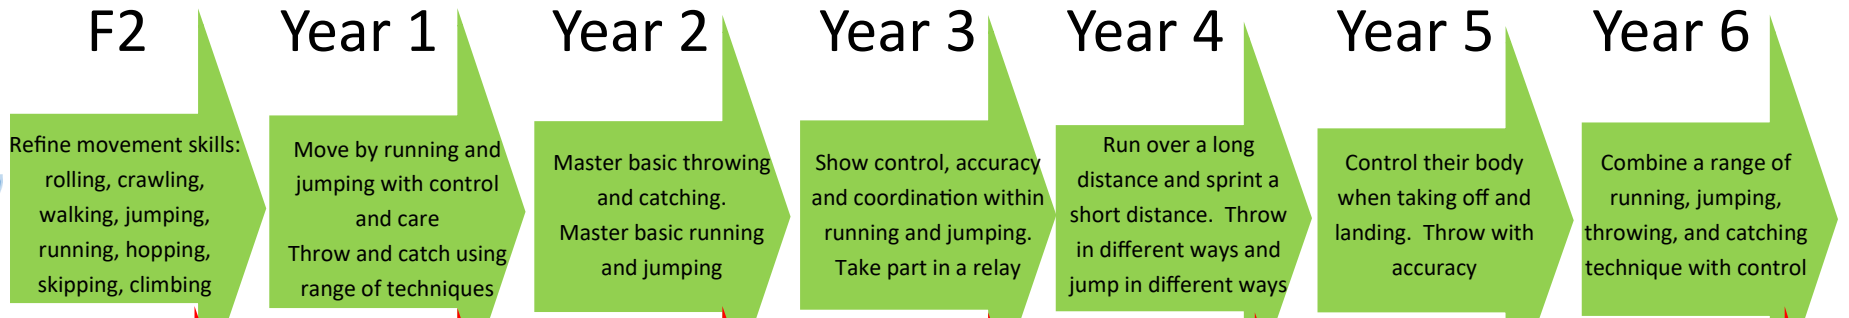 F2
Refine movement skills:
rolling, crawling,
walking, jumping,
running, hopping,
skipping, climbing
Year 1
Move by running and
jumping with control
and care
Throw and catch using
range of techniques
Year 2
Master basic throwing
and catching.
Master basic running
and jumping
Year 3
Show control, accuracy
and coordination within
running and jumping.
Take part in a relay
Year 4
Run over a long
distance and sprint a
short distance.  Throw
in different ways and
jump in different ways
Year 5
Control their body
when taking off and
landing.  Throw with
accuracy
Year 6
Combine a range of
running, jumping,
throwing, and catching
technique with control